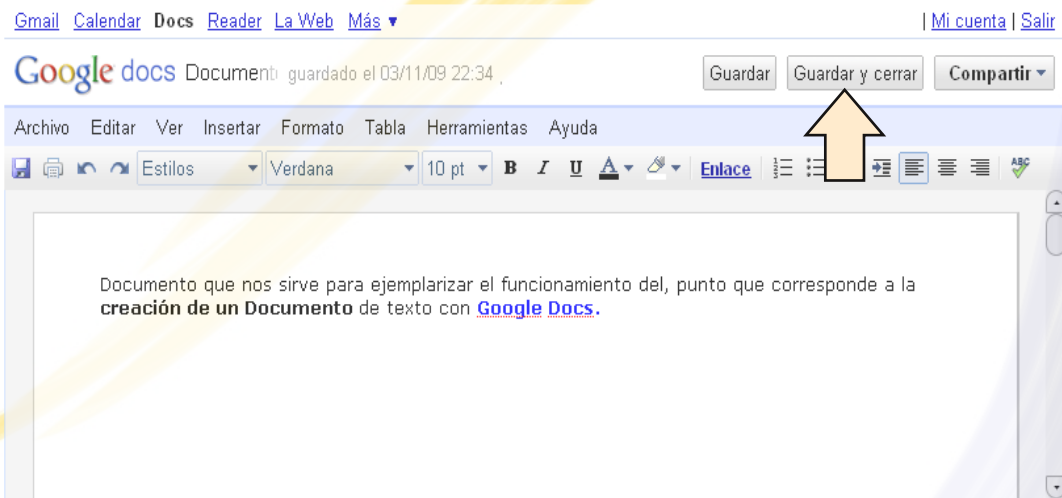 Gmail Calendar Docs Reader La Web Más ▼ | Mi cuenta | Salir
Google docs Document guardado el 03/11/09 22:34 Guardar Guardar y cerrar Compartir
Archivo Editar Ver Insertar Formato Tabla Herramientas Ayuda
Estilos Verdana 10 pt B I U A Enlace ABC
Documento que nos sirve para ejemplarizar el funcionamiento del, punto que corresponde a la
creación de un Documento de texto con Google Docs.